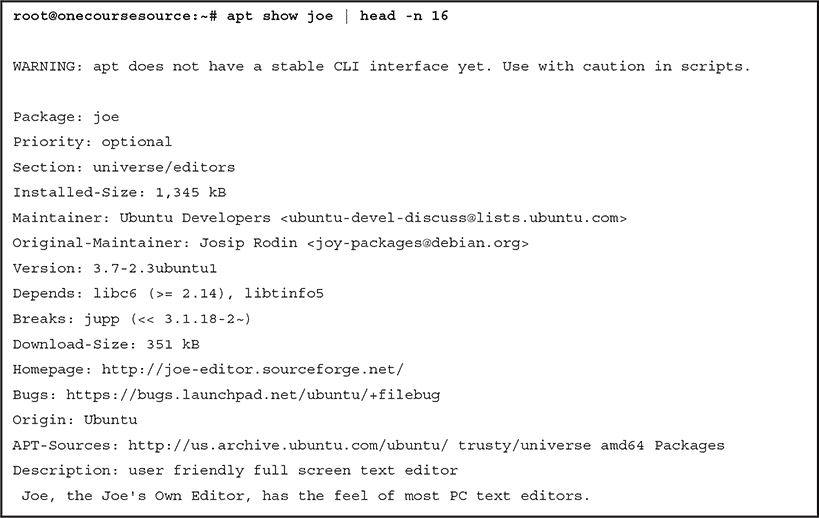 root@onecoursesource:~# apt show joe | head -n 16
WARNING: apt does not have a stable CLI interface yet. Use with caution in scripts.
Package: joe
Priority: optional
Section: universe/editors
Installed-Size: 1,345 kB
Maintainer: Ubuntu Developers <ubuntu-devel-discuss@lists.ubuntu.com>
Original-Maintainer: Josip Rodin <joy-packages@debian.org>
Version: 3.7-2.3ubuntu1
Depends: libc6 (>= 2.14), libtinfo5
Breaks: jupp (<< 3.1.18-2~)
Download-Size: 351 kB
Homepage: http://joe-editor.sourceforge.net/
Bugs: https://bugs.launchpad.net/ubuntu/+filebug
Origin: Ubuntu
APT-Sources: http://us.archive.ubuntu.com/ubuntu/ trusty/universe amd64 Packages
Description: user friendly full screen text editor
 Joe, the Joe's Own Editor, has the feel of most PC text editors.